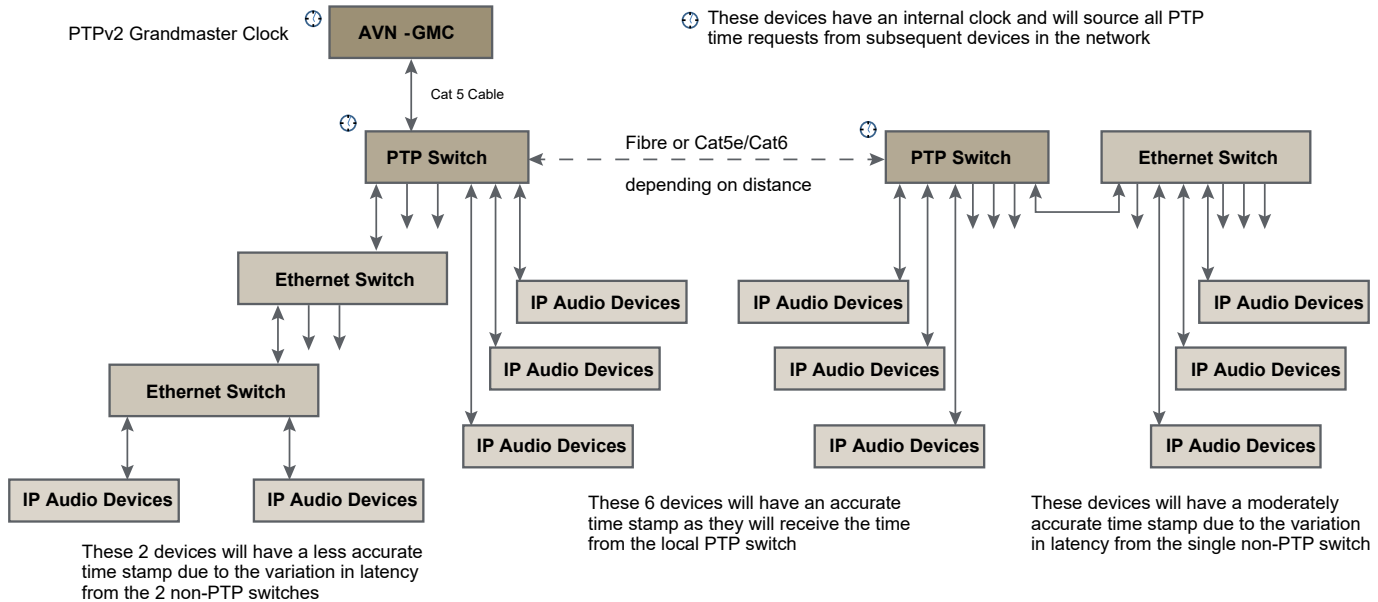 PTPv2 Grandmaster Clock
AVN -GMC
These devices have an internal clock and will source all PTP
time requests from subsequent devices in the network
Cat 5 Cable
PTP Switch
Fibre or Cat5e/Cat6
depending on distance
PTP Switch
Ethernet Switch
Ethernet Switch
IP Audio Devices
IP Audio Devices
IP Audio Devices
IP Audio Devices
IP Audio Devices
IP Audio Devices
Ethernet Switch
IP Audio Devices
IP Audio Devices
IP Audio Devices
IP Audio Devices
IP Audio Devices
These 2 devices will have a less accurate
time stamp due to the variation in latency
from the 2 non-PTP switches
These 6 devices will have an accurate
time stamp as they will receive the time
from the local PTP switch
These devices will have a moderately
accurate time stamp due to the variation
in latency from the single non-PTP switch